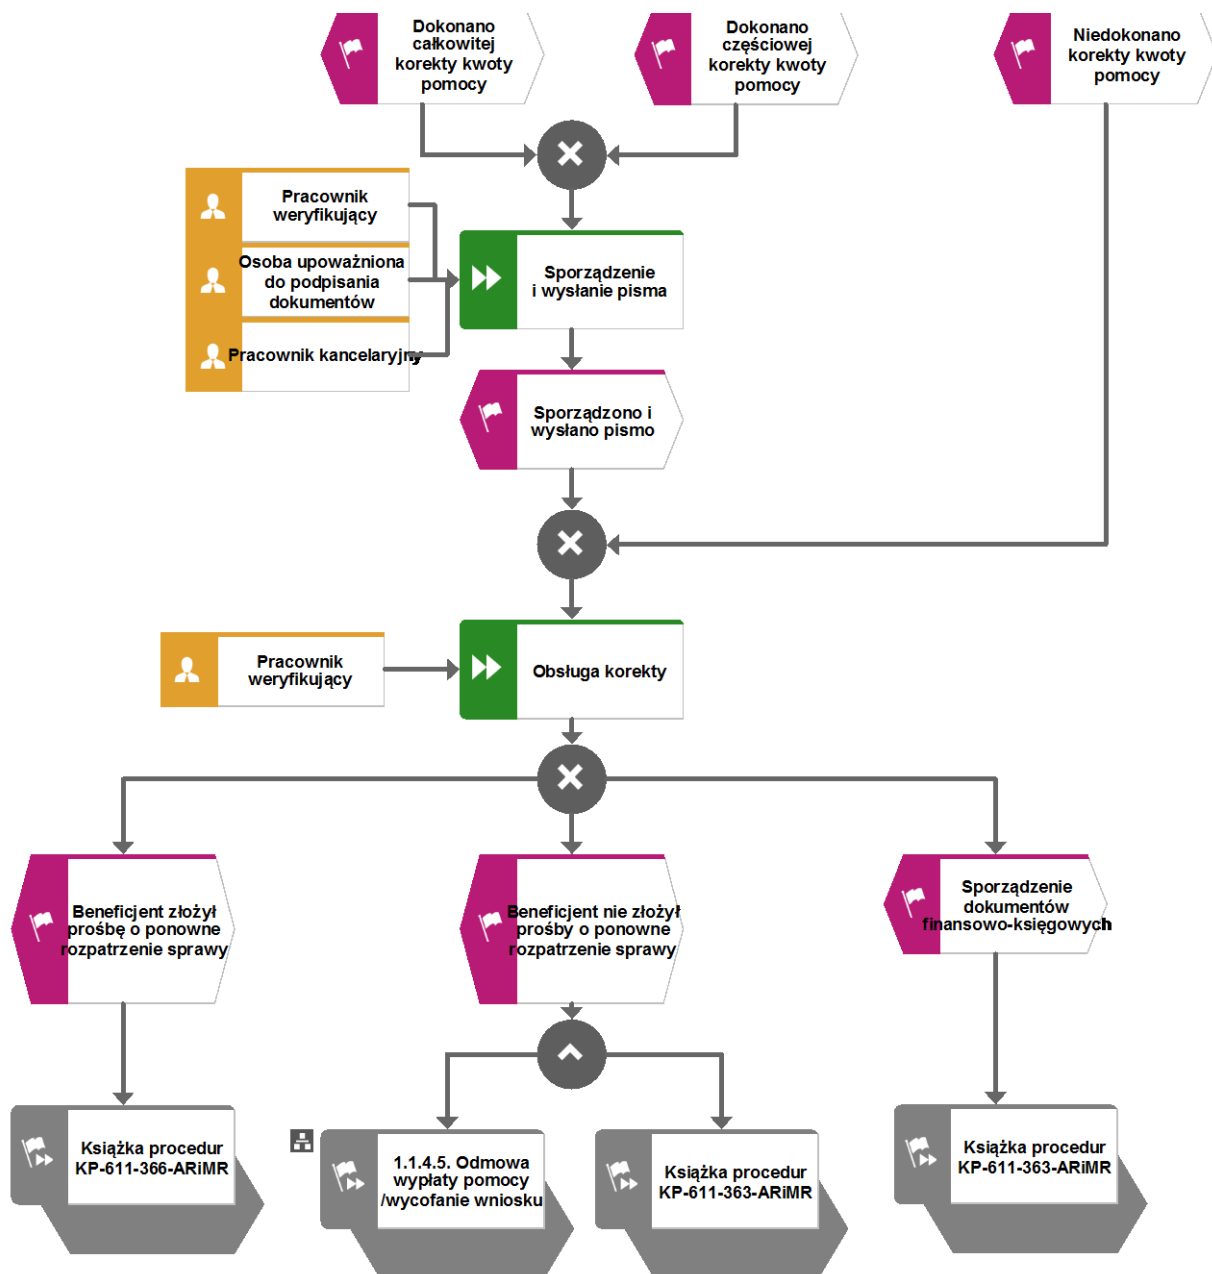 Dokonano
całkowitej
korekty kwoty
pomocy
Dokonano
częściowej
korekty kwoty
pomocy
Niedokonano
korekty kwoty
pomocy
Pracownik
weryfikujący
Osoba upoważniona
do podpisania
dokumentów
Pracownik kancelaryjny
Sporządzenie
i wysłanie pisma
Sporządzono i
wysłano pismo
Pracownik
weryfikujący
Obsługa korekty
Beneficjent złożył
prośbę o ponowne
rozpatrzenie sprawy
Beneficjent nie złożył
prośby o ponowne
rozpatrzenie sprawy
Sporządzenie
dokumentów
finansowo-księgowych
Książka procedur
KP-611-366-ARiMR
1.1.4.5. Odmowa
wypłaty pomocy
/wycofanie wniosku
Książka procedur
KP-611-363-ARiMR
Książka procedur
KP-611-363-ARiMR